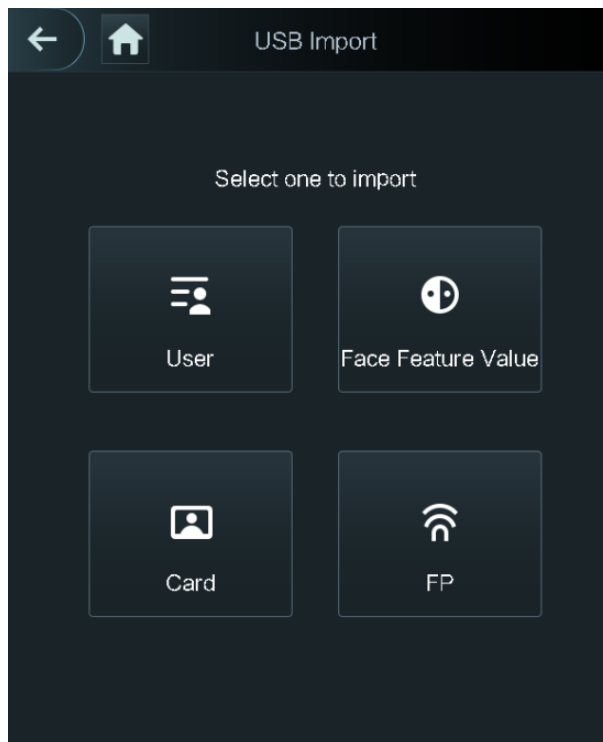 USB Import
Select one to import
User
Face Feature Value
Card
FP